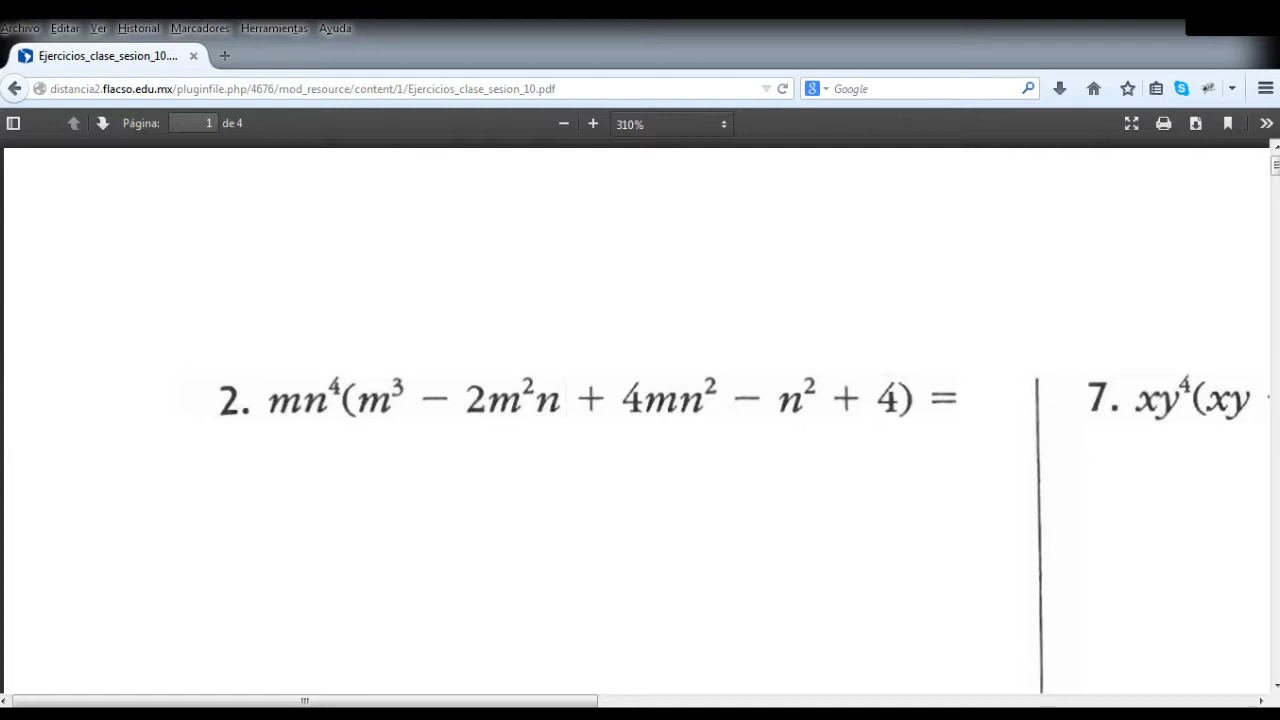 Archivo Editar Ver Historial Marcadores Herramientas Ayuda
Ejercicios_clase_sesion_10....
distancia2.flacso.edu.mx/pluginfile.php/4676/mod_resource/content/1/Ejercicios_clase_sesion_10.pdf
Google
Página: 1 de 4
310%
2. mn⁴(m³ − 2m²n + 4mn² − n² + 4) =
7. xy⁴(xy